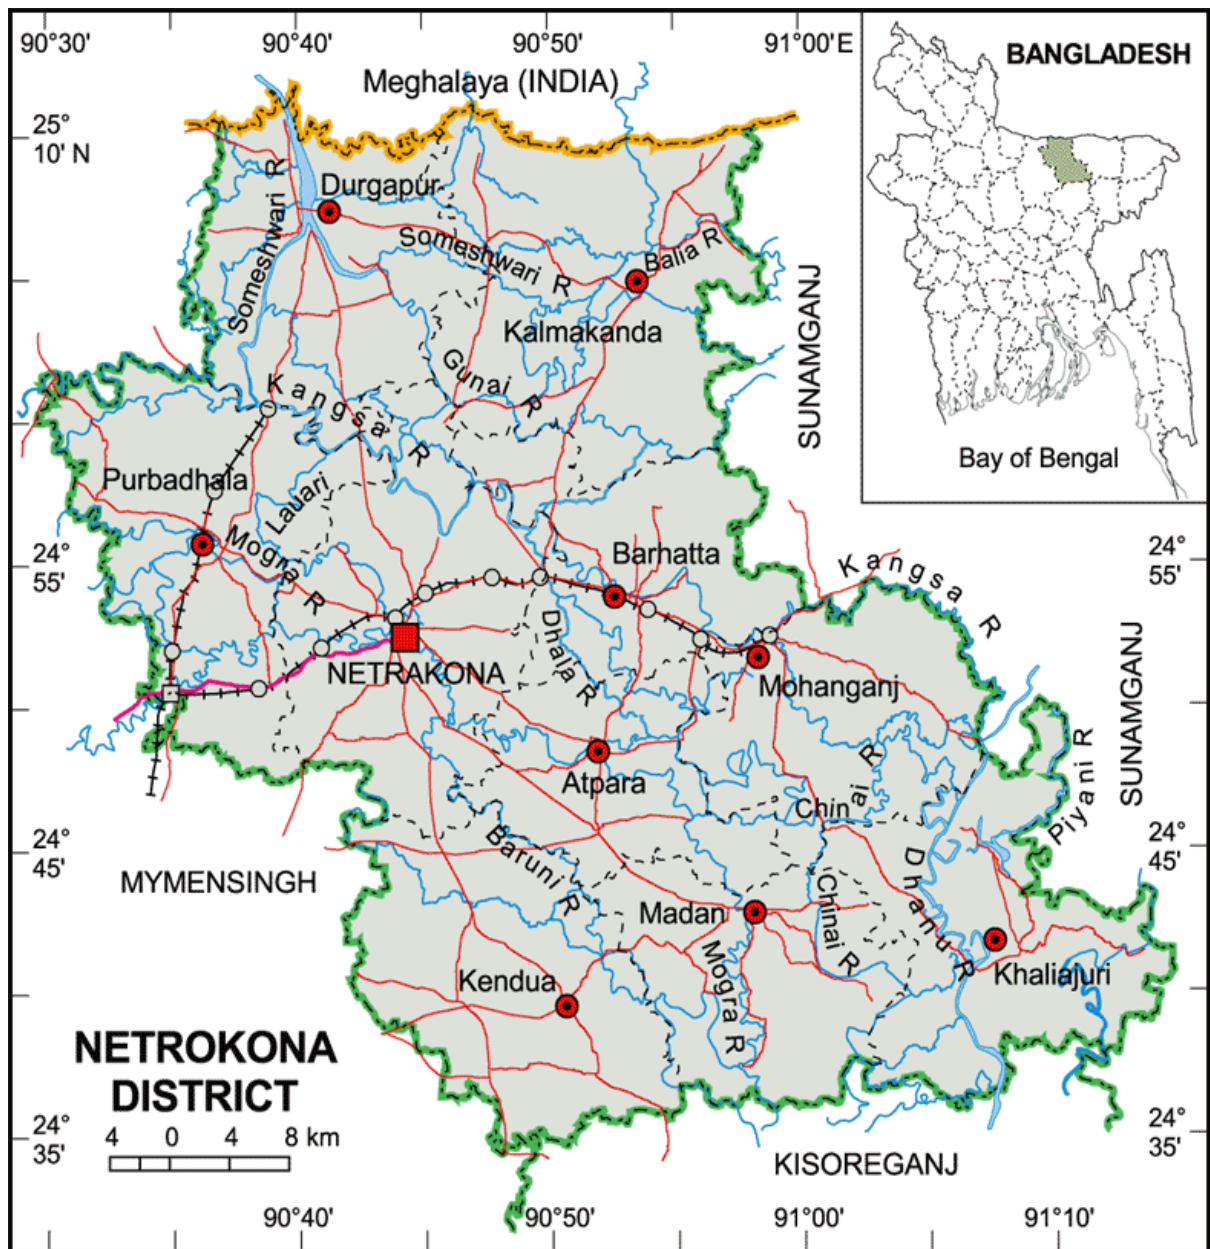 90°30'
90°40'
90°50'
91°00'E
Meghalaya (INDIA)
BANGLADESH
25°
10' N
Durgapur
Someshwari R
Someshwari R
Balia R
SUNAMGANJ
Kalmakanda
Gunai R
Kangsa R
Bay of Bengal
Purbadhala
Lauari
Mogra R
24°
55'
Barhatta
Kangsa R
24°
55'
Dhala R
NETRAKONA
Mohanganj
SUNAMGANJ
Piyani R
Atpara
Chinai R
24°
45'
Baruni R
Dhanu R
24°
45'
MYMENSINGH
Madan
Chinai R
Mogra R
Khaliajuri
Kendua
NETROKONA
DISTRICT
4 0 4 8 km
24°
35'
24°
35'
KISOREGANJ
90°40'
90°50'
91°00'
91°10'